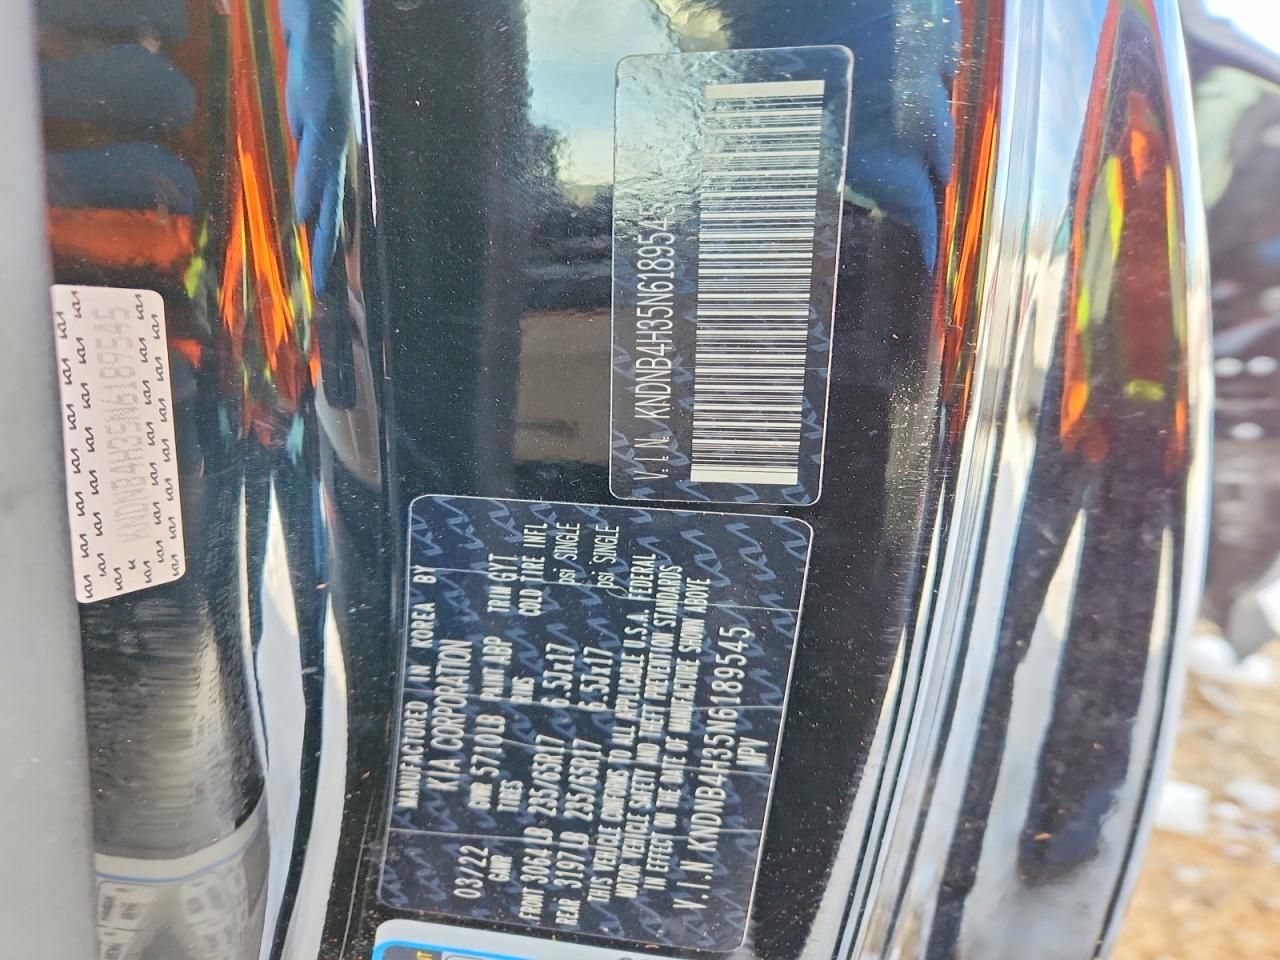 V.I.N. KNDNB4H35N6189545
MANUFACTURED IN KOREA BY
KIA CORPORATION
03/22 GVWR 5710LB PAINT:ABP TRIM GYT
GAWR TIRES RIMS COLD TIRE INFL
FRONT 3064LB 235/65R17 6.5Jx17 psi SINGLE
REAR 3197LB 235/65R17 6.5Jx17 psi SINGLE
THIS VEHICLE CONFORMS TO ALL APPLICABLE U.S.A. FEDERAL
MOTOR VEHICLE SAFETY AND THEFT PREVENTION STANDARDS
IN EFFECT ON THE DATE OF MANUFACTURE SHOWN ABOVE
V.I.N. KNDNB4H35N6189545
MPV
KNDNB4H35N6189545